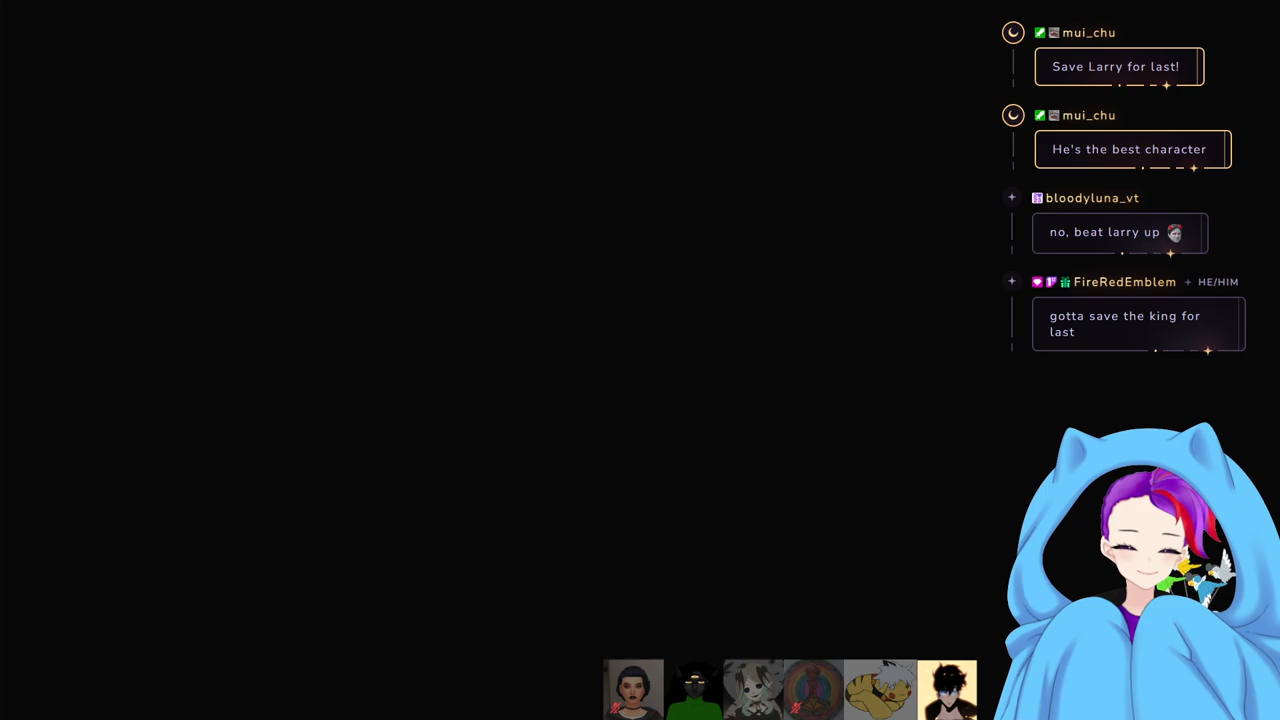 mui_chu
Save Larry for last!
mui_chu
He's the best character
bloodyluna_vt
no, beat larry up
FireRedEmblem HE/HIM
gotta save the king for
last